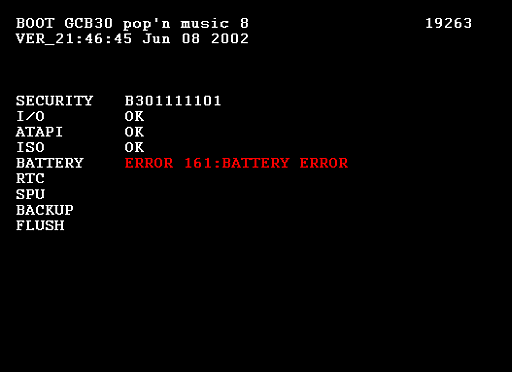 BOOT GCB30 pop'n music 8 19263
VER_21:46:45 Jun 08 2002
SECURITY B301111101
I/O OK
ATAPI OK
ISO OK
BATTERY ERROR 161:BATTERY ERROR
RTC
SPU
BACKUP
FLUSH